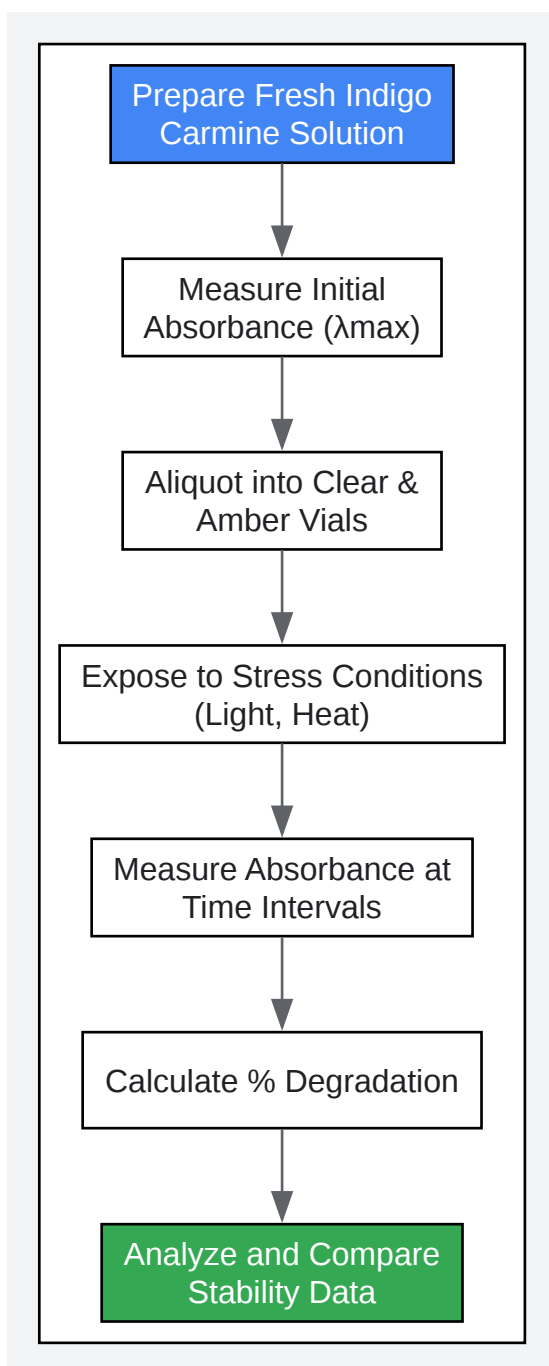 Prepare Fresh Indigo
Carmine Solution
Measure Initial
Absorbance (λmax)
Aliquot into Clear &
Amber Vials
Expose to Stress Conditions
(Light, Heat)
Measure Absorbance at
Time Intervals
Calculate % Degradation
Analyze and Compare
Stability Data